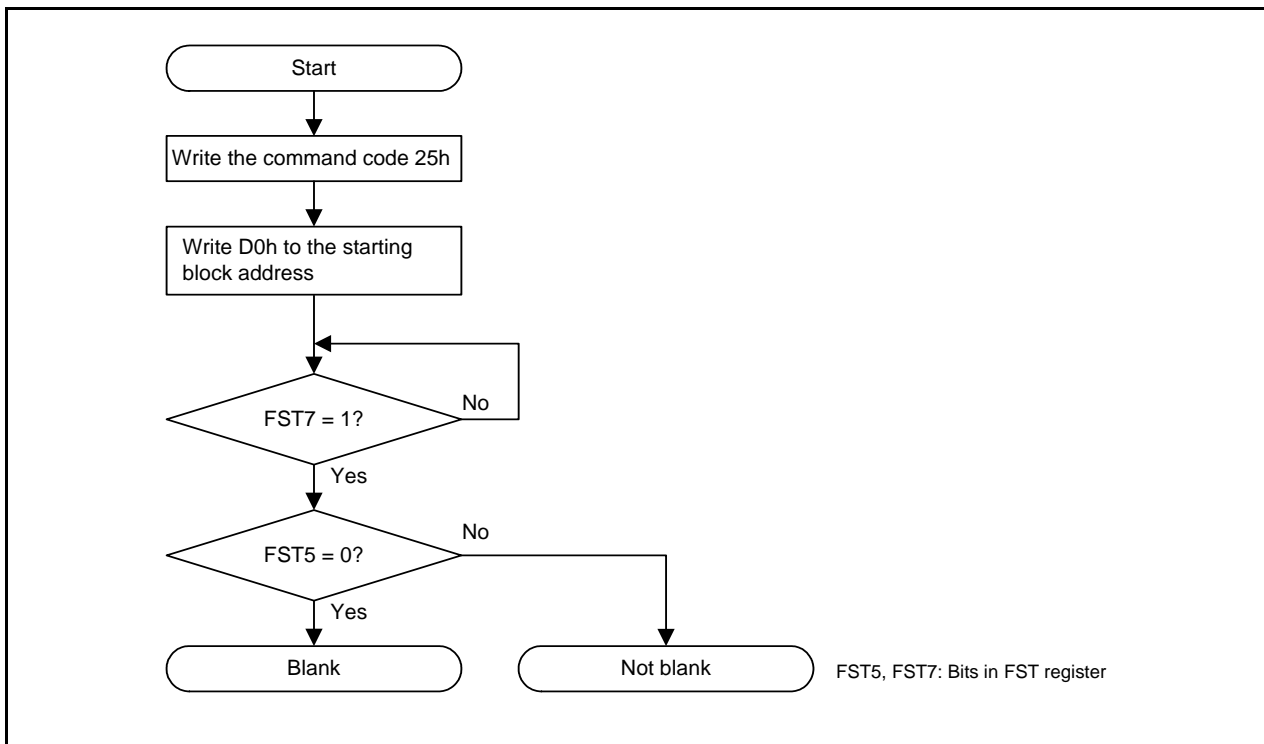 Start
Write the command code 25h
Write D0h to the starting
block address
FST7 = 1?
No
Yes
FST5 = 0?
No
Yes
Blank
Not blank
FST5, FST7: Bits in FST register